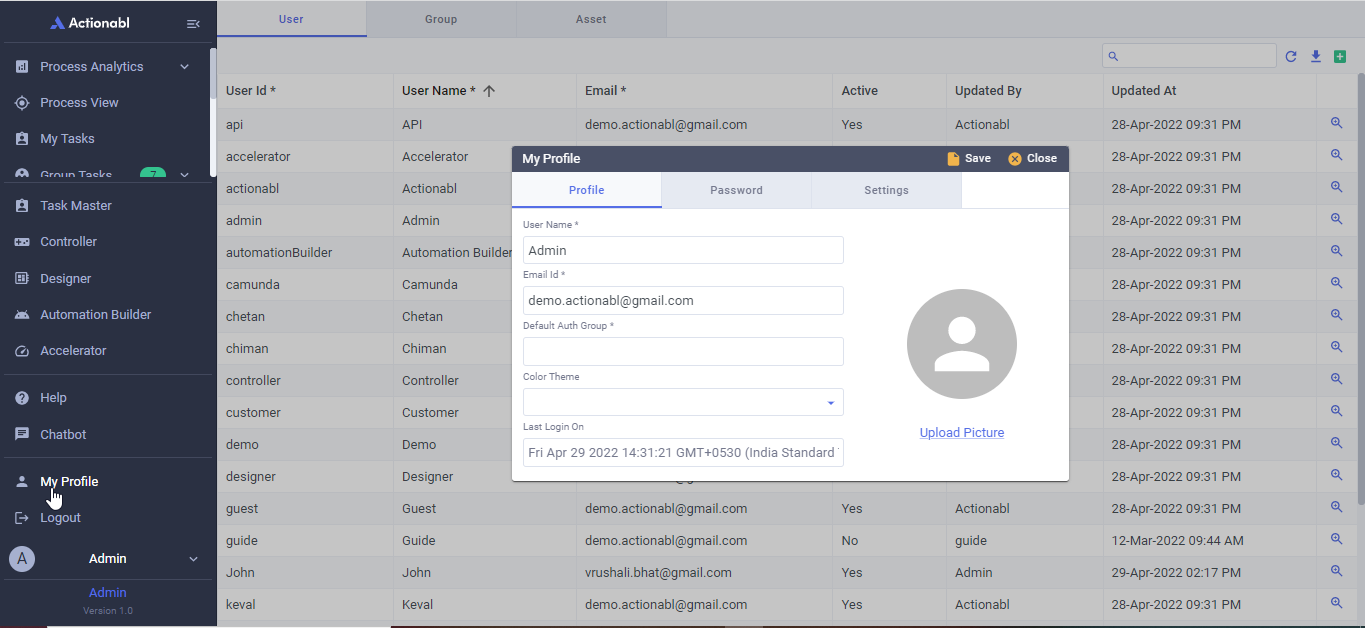 Actionabl
Process Analytics
Process View
My Tasks
Group Tasks 7
Task Master
Controller
Designer
Automation Builder
Accelerator
Help
Chatbot
My Profile
Logout
A Admin
Admin
Version 1.0
User Group Asset
User Id * User Name * Email * Active Updated By Updated At
api API demo.actionabl@gmail.com Yes Actionabl 28-Apr-2022 09:31 PM
accelerator Accelerator 28-Apr-2022 09:31 PM
actionabl Actionabl 28-Apr-2022 09:31 PM
admin Admin 28-Apr-2022 09:31 PM
automationBuilder Automation Builder 28-Apr-2022 09:31 PM
camunda Camunda 28-Apr-2022 09:31 PM
chetan Chetan 28-Apr-2022 09:31 PM
chiman Chiman 28-Apr-2022 09:31 PM
controller Controller 28-Apr-2022 09:31 PM
customer Customer 28-Apr-2022 09:31 PM
demo Demo 28-Apr-2022 09:31 PM
designer Designer 28-Apr-2022 09:31 PM
guest Guest demo.actionabl@gmail.com Yes Actionabl 28-Apr-2022 09:31 PM
guide Guide demo.actionabl@gmail.com No guide 12-Mar-2022 09:44 AM
John John vrushali.bhat@gmail.com Yes Admin 29-Apr-2022 02:17 PM
keval Keval demo.actionabl@gmail.com Yes Actionabl 28-Apr-2022 09:31 PM
My Profile Save Close
Profile Password Settings
User Name *
Admin
Email Id *
demo.actionabl@gmail.com
Default Auth Group *
Color Theme
Last Login On
Fri Apr 29 2022 14:31:21 GMT+0530 (India Standard
Upload Picture